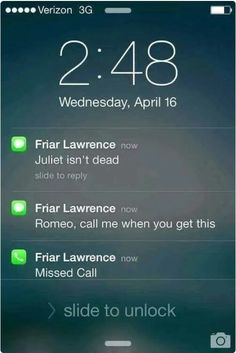 Verizon 3G
2:48
Wednesday, April 16
Friar Lawrence now
Juliet isn't dead
slide to reply
Friar Lawrence now
Romeo, call me when you get this
Friar Lawrence now
Missed Call
slide to unlock